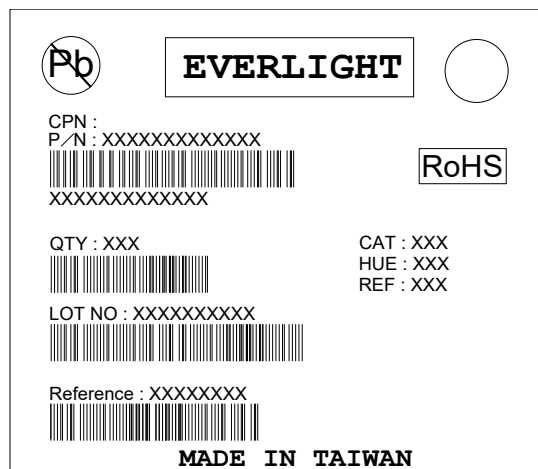 Pb
EVERLIGHT
CPN :
P/N : XXXXXXXXXXXXX
RoHS
XXXXXXXXXXXXX
QTY : XXX
CAT : XXX
HUE : XXX
REF : XXX
LOT NO : XXXXXXXXXX
Reference : XXXXXXXX
MADE IN TAIWAN